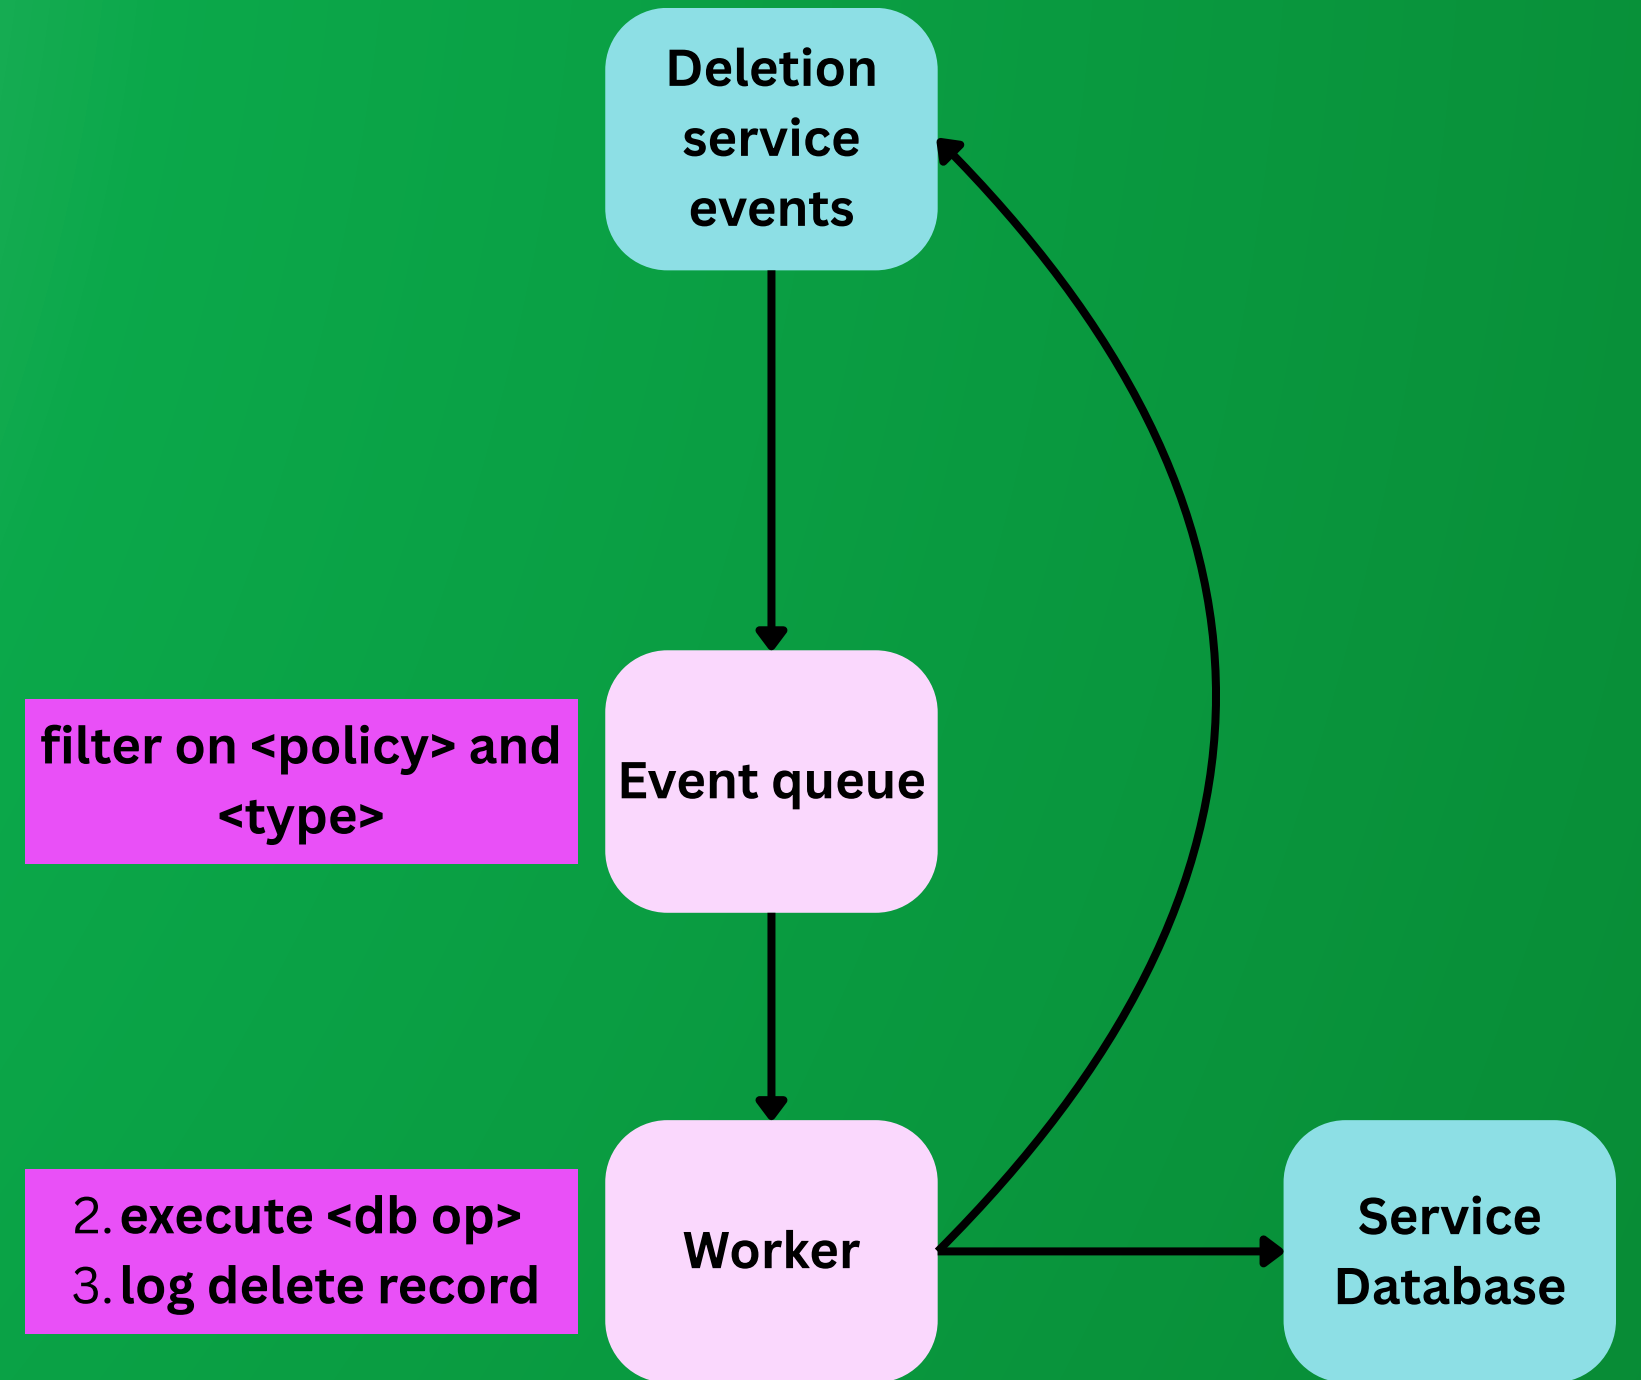 Deletion
service
events
filter on <policy> and
<type>
Event queue
2. execute <db op>
3. log delete record
Worker
Service
Database